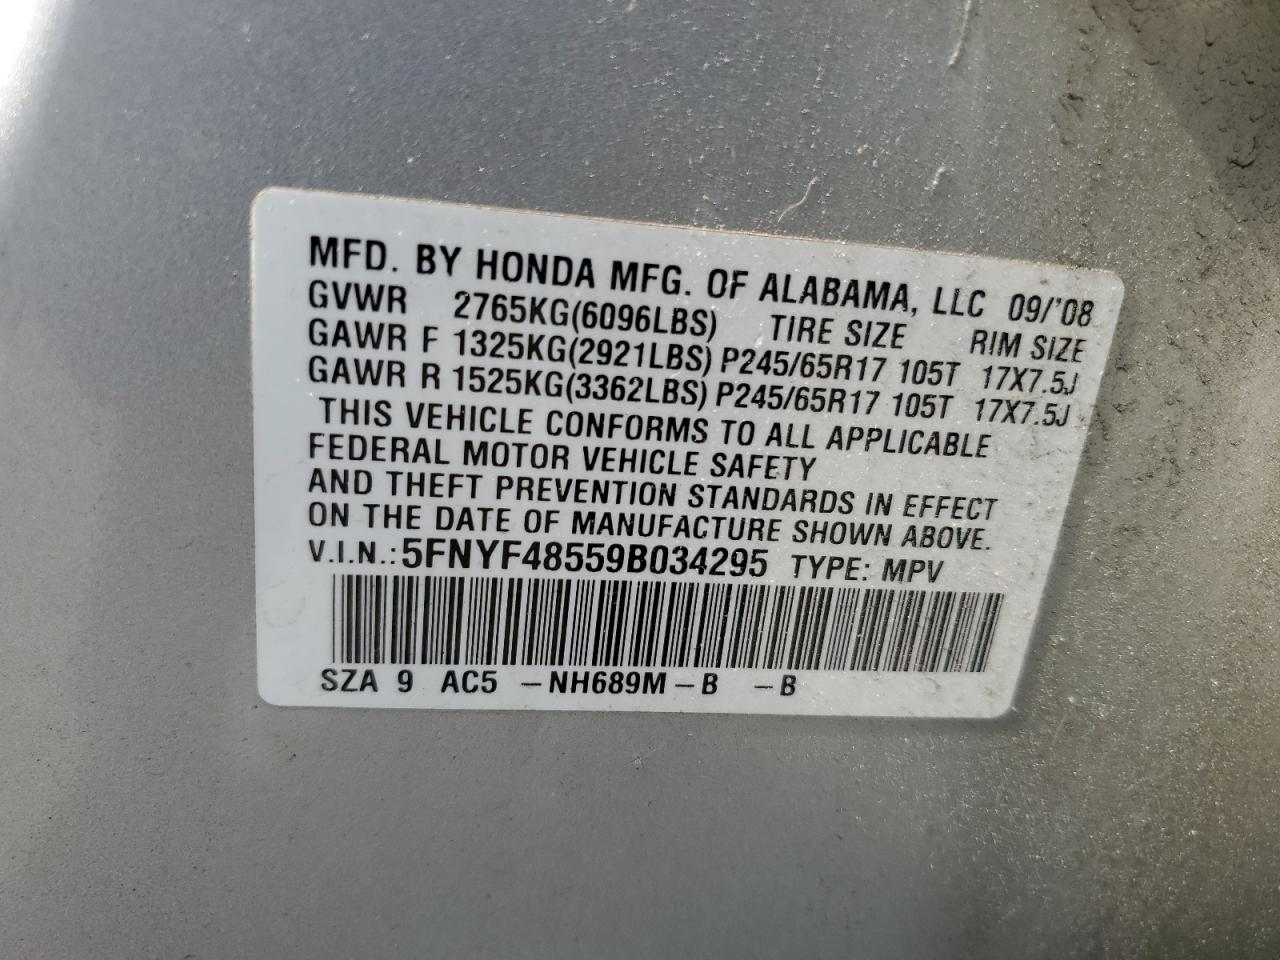 MFD. BY HONDA MFG. OF ALABAMA, LLC 09/'08
GVWR 2765KG(6096LBS) TIRE SIZE RIM SIZE
GAWR F 1325KG(2921LBS) P245/65R17 105T 17X7.5J
GAWR R 1525KG(3362LBS) P245/65R17 105T 17X7.5J
THIS VEHICLE CONFORMS TO ALL APPLICABLE
FEDERAL MOTOR VEHICLE SAFETY
AND THEFT PREVENTION STANDARDS IN EFFECT
ON THE DATE OF MANUFACTURE SHOWN ABOVE.
V.I.N.: 5FNYF48559B034295 TYPE: MPV
SZA 9 AC5 -NH689M-B -B